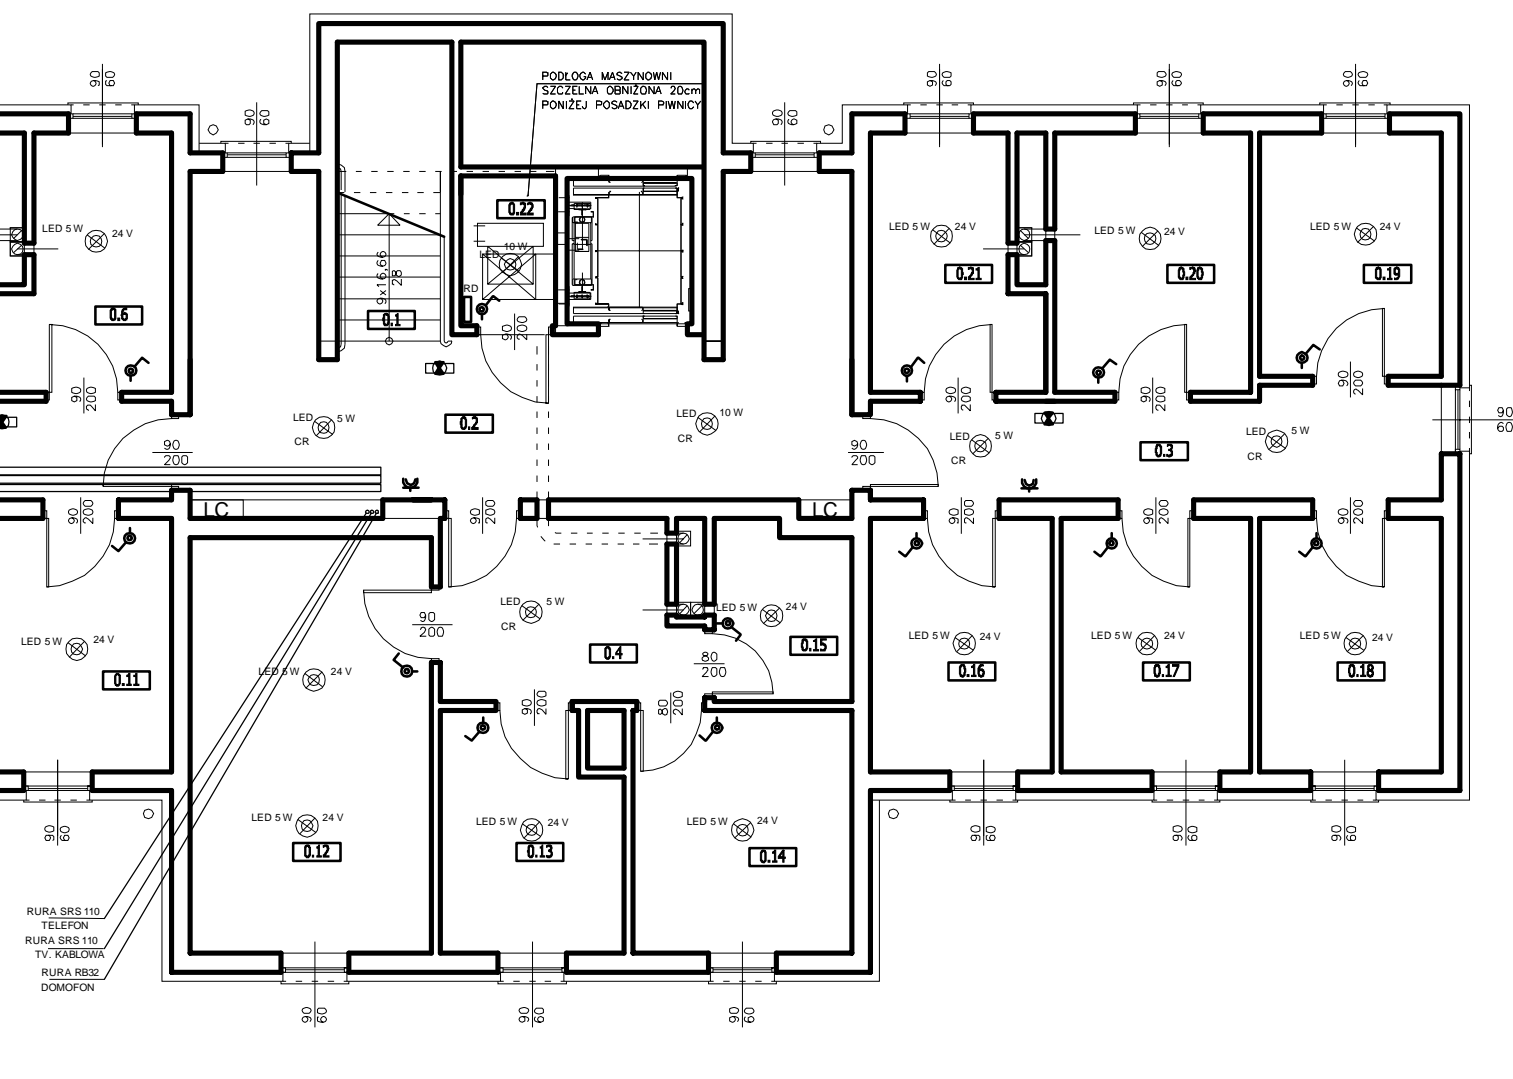 PODŁOGA MASZYNOWNI
SZCZELNA OBNIŻONA 20cm
PONIŻEJ POSADZKI PIWNICY
90
60
90
60
90
60
90
60
90
60
90
60
LED 5 W
24 V
0.6
90
200
9x16,66
28
0.1
0.22
10 W
LED
RD
90
200
LED 5 W
24 V
0.21
90
200
LED 5 W
24 V
0.20
90
200
LED 5 W
24 V
0.19
90
200
90
60
90
200
LED
5 W
CR
0.2
LED
10 W
CR
90
200
LED
5 W
CR
0.3
LED
5 W
CR
LC
LC
90
200
90
200
90
200
90
200
90
200
LED 5 W
24 V
0.11
90
200
LED 5 W
24 V
LED
5 W
CR
0.4
LED 5 W
24 V
0.15
80
200
90
200
80
200
LED 5 W
24 V
0.16
LED 5 W
24 V
0.17
LED 5 W
24 V
0.18
LED 5 W
24 V
0.12
LED 5 W
24 V
0.13
LED 5 W
24 V
0.14
90
60
90
60
90
60
90
60
RURA SRS 110
TELEFON
RURA SRS 110
TV. KABLOWA
RURA RB32
DOMOFON
90
60
90
60
90
60